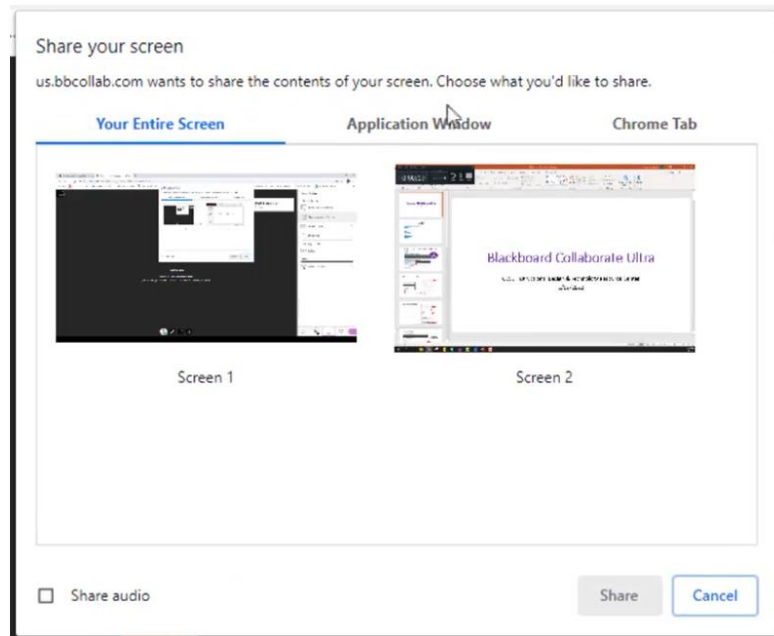 Share your screen
us.bbcollab.com wants to share the contents of your screen. Choose what you'd like to share.
Your Entire Screen
Application Window
Chrome Tab
Blackboard Collaborate Ultra
Screen 1
Screen 2
Share audio
Share
Cancel